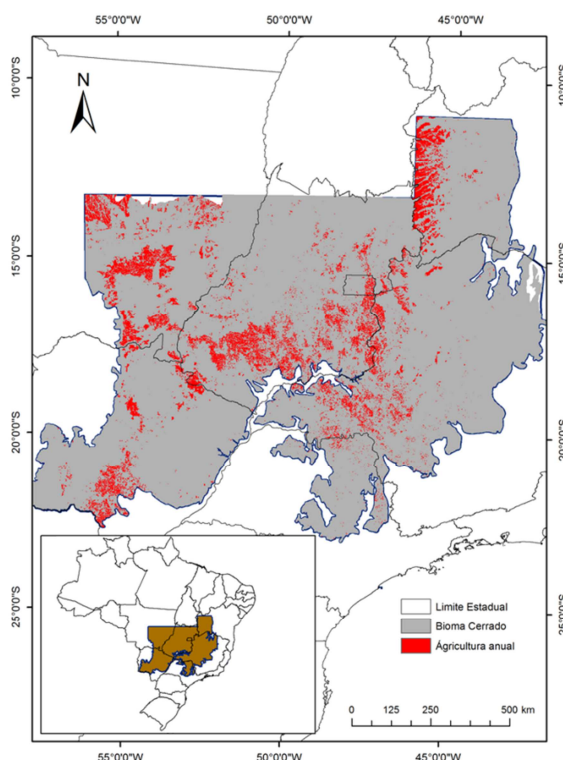 55°0'0"W 50°0'0"W 45°0'0"W
N
10°0'0"S 10°0'0"S
15°0'0"S 15°0'0"S
20°0'0"S 20°0'0"S
25°0'0"S 25°0'0"S
Limite Estadual
Bioma Cerrado
Ágricultura anual
0 125 250 500 km
55°0'0"W 50°0'0"W 45°0'0"W